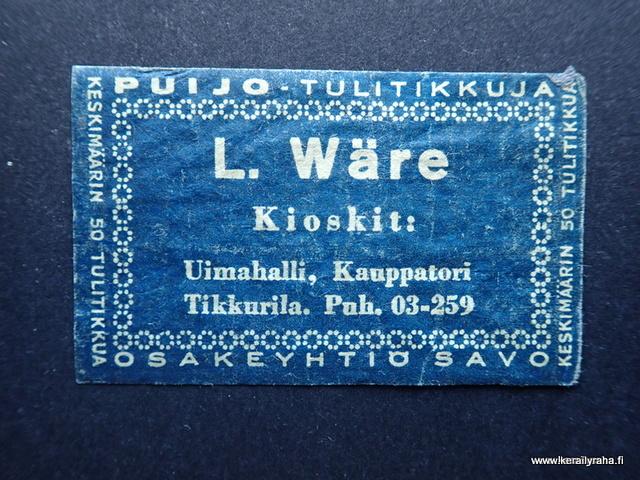 PUIJO-TULITIKKUJA
KESKIMÄÄRIN 50 TULITIKKUA
L. Wäre
Kioskit:
Uimahalli, Kauppatori
Tikkurila. Puh. 03-259
KESKIMÄÄRIN 50 TULITIKKUA
OSAKEYHTIÖ SAVO
www.kerailyraha.fi